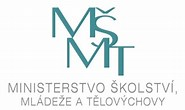 MŠ
MT
MINISTERSTVO ŠKOLSTVÍ,
MLÁDEŽE A TĚLOVÝCHOVY